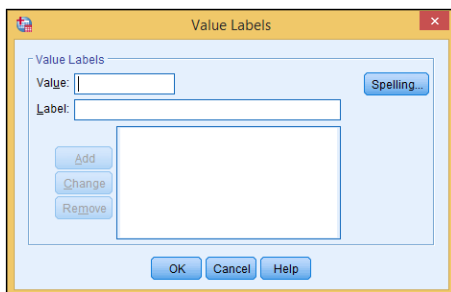 Value Labels
Value Labels
Value:
Spelling...
Label:
Add
Change
Remove
OK Cancel Help